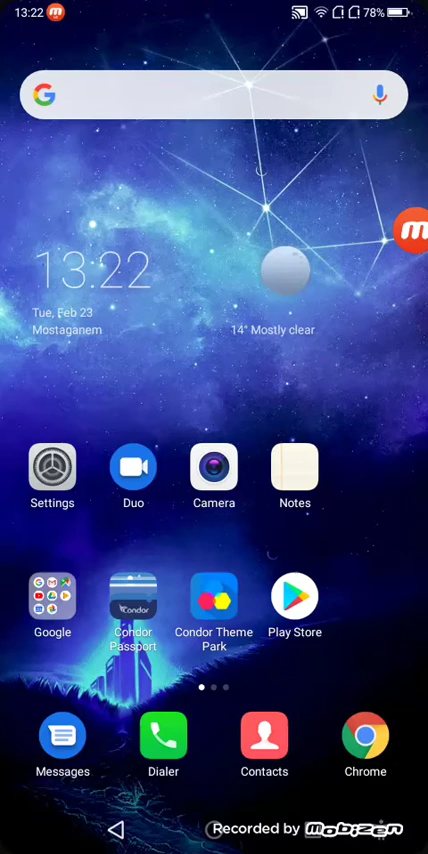 13:22
78%
13:22
Tue, Feb 23
Mostaganem
14° Mostly clear
Settings
Duo
Camera
Notes
Google
Condor Passport
Condor Theme Park
Play Store
Condor
Messages
Dialer
Contacts
Chrome
Recorded by Mobizen